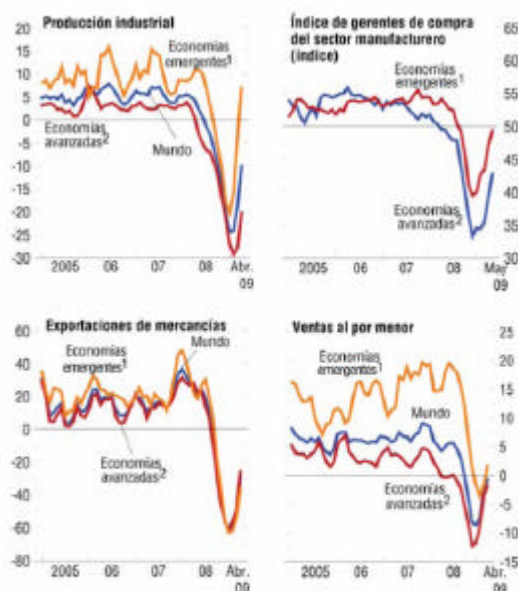 Producción industrial
20
15
10
5
0
-5
-10
-15
-20
-25
-30
Economías
emergentes1
Economías
avanzadas2
Mundo
2005
06
07
08
Abr.
09
Índice de gerentes de compra
del sector manufacturero
(índice)
65
60
55
50
45
40
35
30
Economías
emergentes1
Economías
avanzadas2
2005
06
07
08
May
09
Exportaciones de mercancías
60
40
20
0
-20
-40
-60
-80
Economías
emergentes1
Mundo
Economías
avanzadas2
2005
06
07
08
Abr.
09
Ventas al por menor
25
20
15
10
5
0
-5
-10
-15
Economías
emergentes1
Mundo
Economías
avanzadas2
2005
06
07
08
Abr.
09